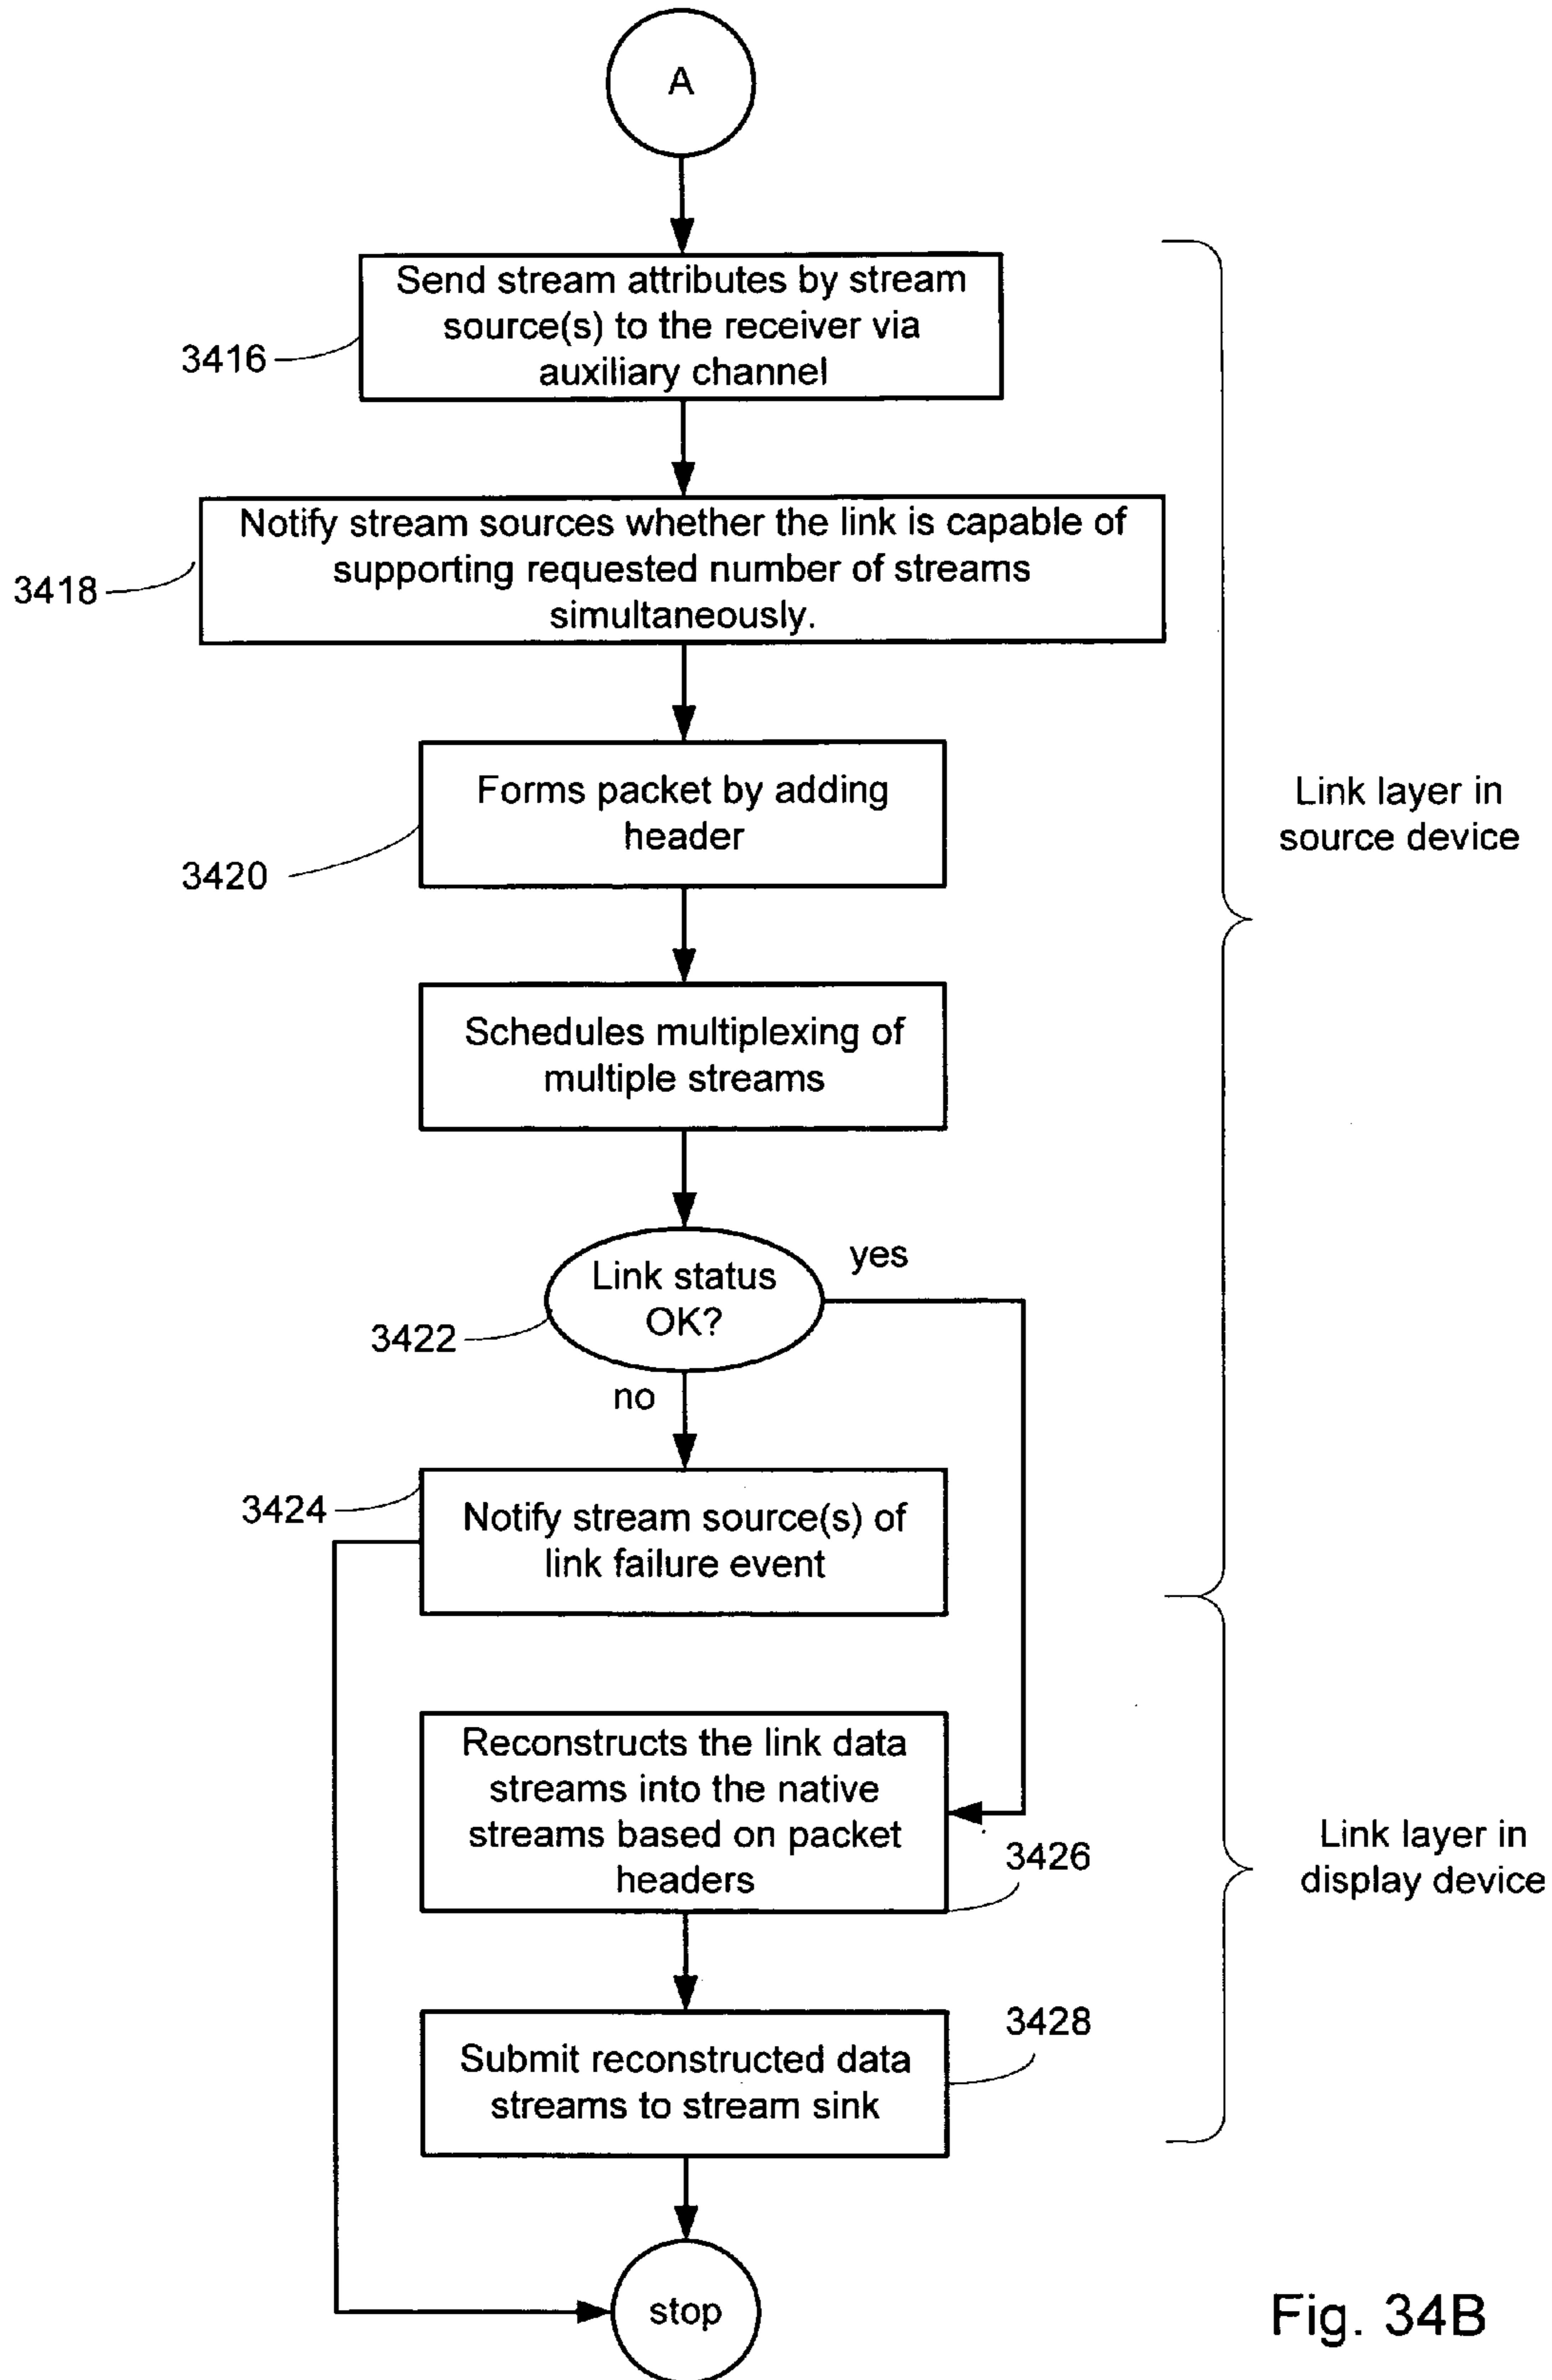 A
Send stream attributes by stream
source(s) to the receiver via
auxiliary channel
3416
Notify stream sources whether the link is capable of
supporting requested number of streams
simultaneously.
3418
Forms packet by adding
header
3420
Link layer in
source device
Schedules multiplexing of
multiple streams
Link status
OK?
yes
3422
no
3424
Notify stream source(s) of
link failure event
Reconstructs the link data
streams into the native
streams based on packet
headers
3426
Link layer in
display device
3428
Submit reconstructed data
streams to stream sink
stop
Fig. 34B